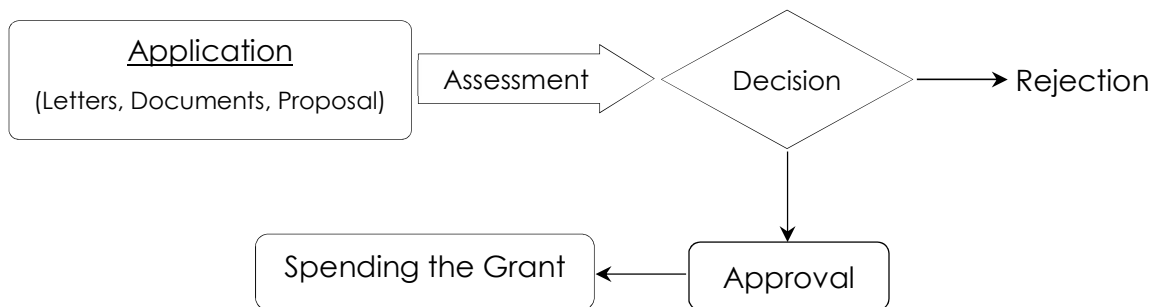 Application
(Letters, Documents, Proposal)
Assessment
Decision
Rejection
Approval
Spending the Grant